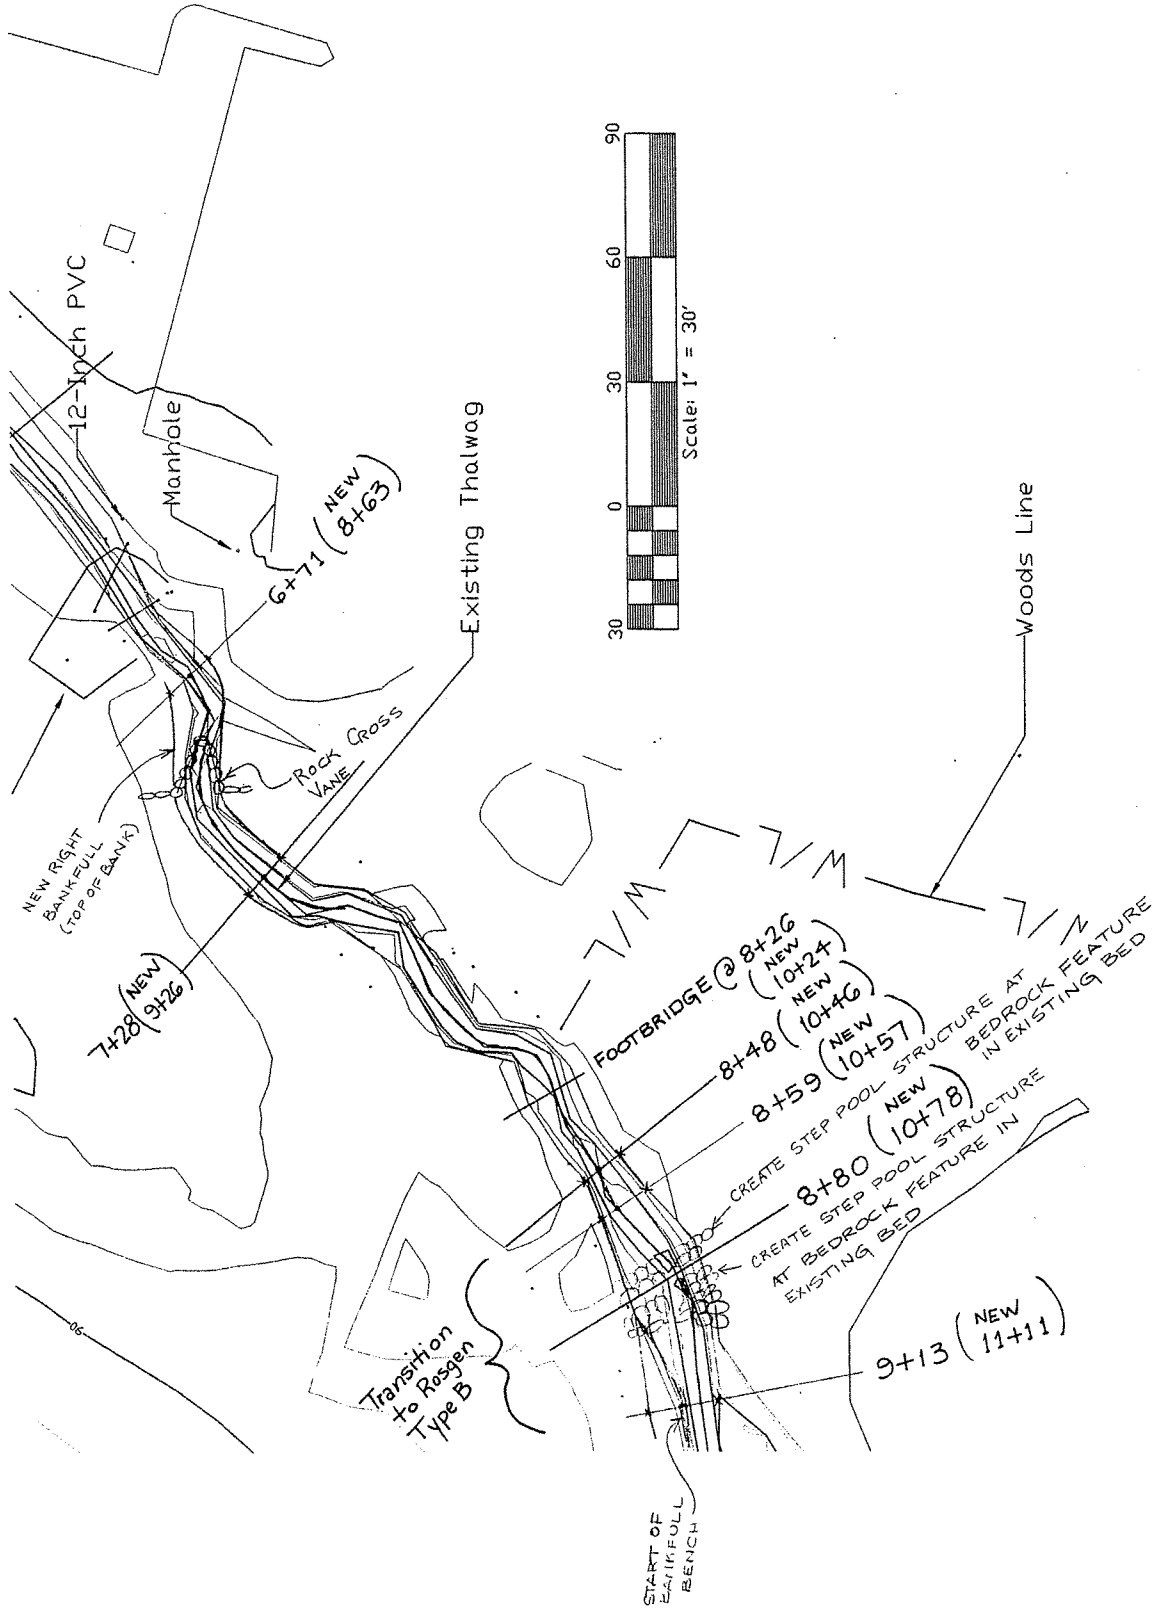 12-Inch PVC
Manhole
6+71 (NEW
8+63)
Existing Thalwag
90
60
30
0
30
Scale: 1" = 30'
Woods Line
ROCK CROSS
VANE
NEW RIGHT
BANKFULL
(TOP OF BANK)
7+28 (NEW
9+26)
FOOTBRIDGE @ 8+26
(NEW
10+24)
8+48 (NEW
10+46)
8+59 (NEW
10+57)
CREATE STEP POOL STRUCTURE AT
BEDROCK FEATURE
IN EXISTING BED
8+80 (NEW
10+78)
CREATE STEP POOL STRUCTURE
AT BEDROCK FEATURE IN
EXISTING BED
9+13 (NEW
11+11)
Transition
to Rosgen
Type B
START OF
BANKFULL
BENCH
90